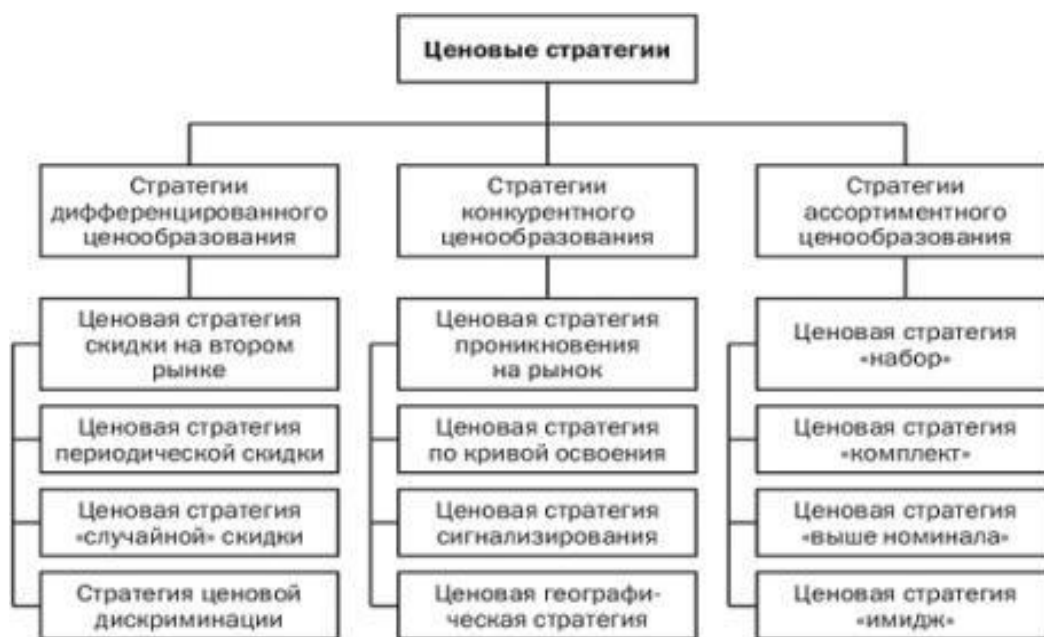 Ценовые стратегии
Стратегии
дифференцированного
ценообразования
Стратегии
конкурентного
ценообразования
Стратегии
ассортиментного
ценообразования
Ценовая стратегия
скидки на втором
рынке
Ценовая стратегия
проникновения
на рынок
Ценовая стратегия
«набор»
Ценовая стратегия
периодической скидки
Ценовая стратегия
по кривой освоения
Ценовая стратегия
«комплект»
Ценовая стратегия
«случайной» скидки
Ценовая стратегия
сигнализирования
Ценовая стратегия
«выше номинала»
Стратегия ценовой
дискриминации
Ценовая географи-
ческая стратегия
Ценовая стратегия
«имидж»